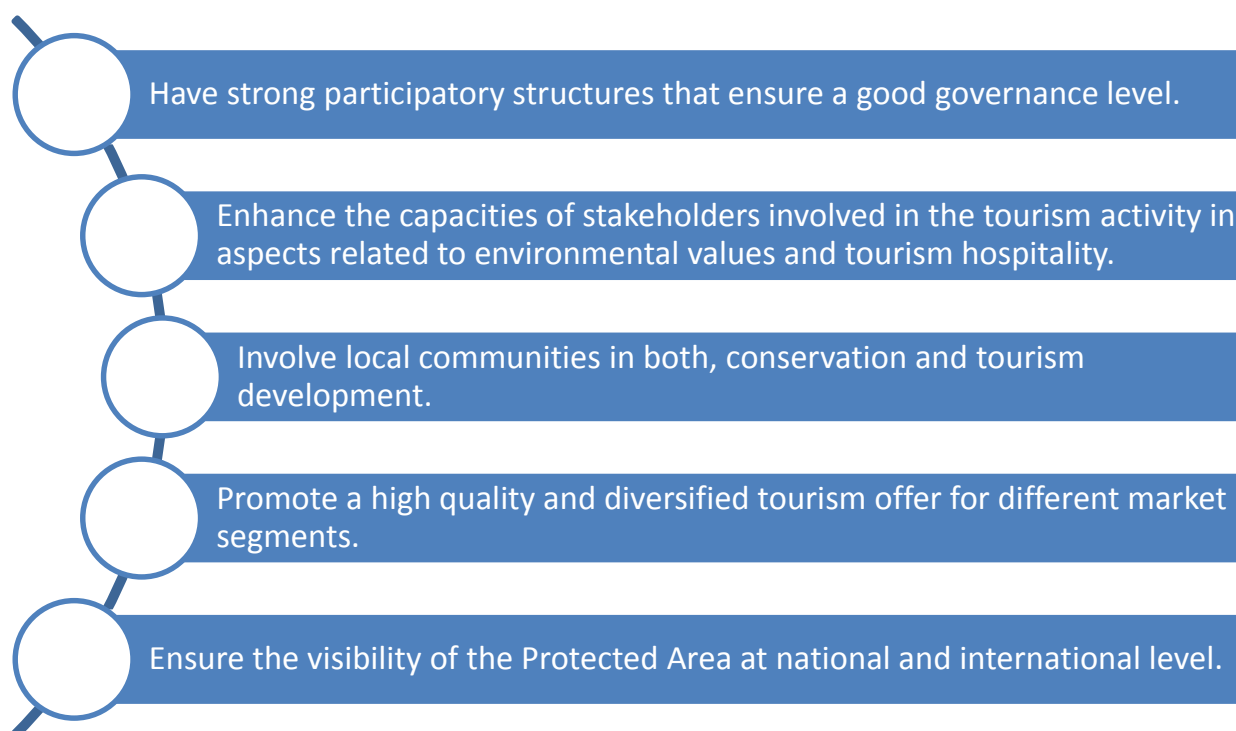 Have strong participatory structures that ensure a good governance level.
Enhance the capacities of stakeholders involved in the tourism activity in
aspects related to environmental values and tourism hospitality.
Involve local communities in both, conservation and tourism
development.
Promote a high quality and diversified tourism offer for different market
segments.
Ensure the visibility of the Protected Area at national and international level.